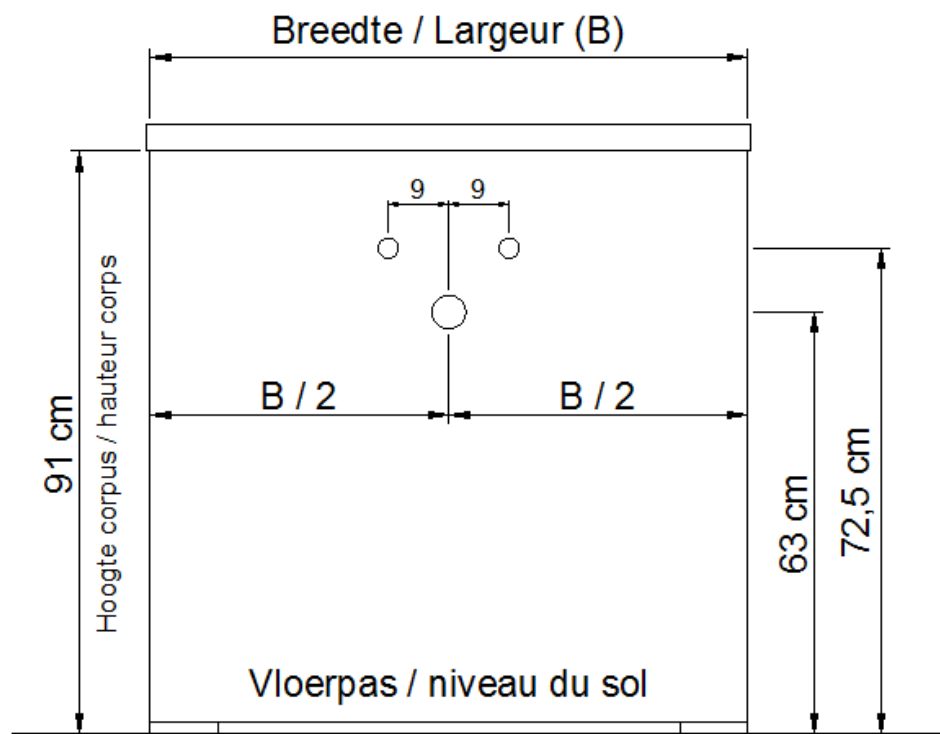 Breedte / Largeur (B)
9
9
B / 2
B / 2
91 cm
Hoogte corpus / hauteur corps
63 cm
72,5 cm
Vloerpas / niveau du sol